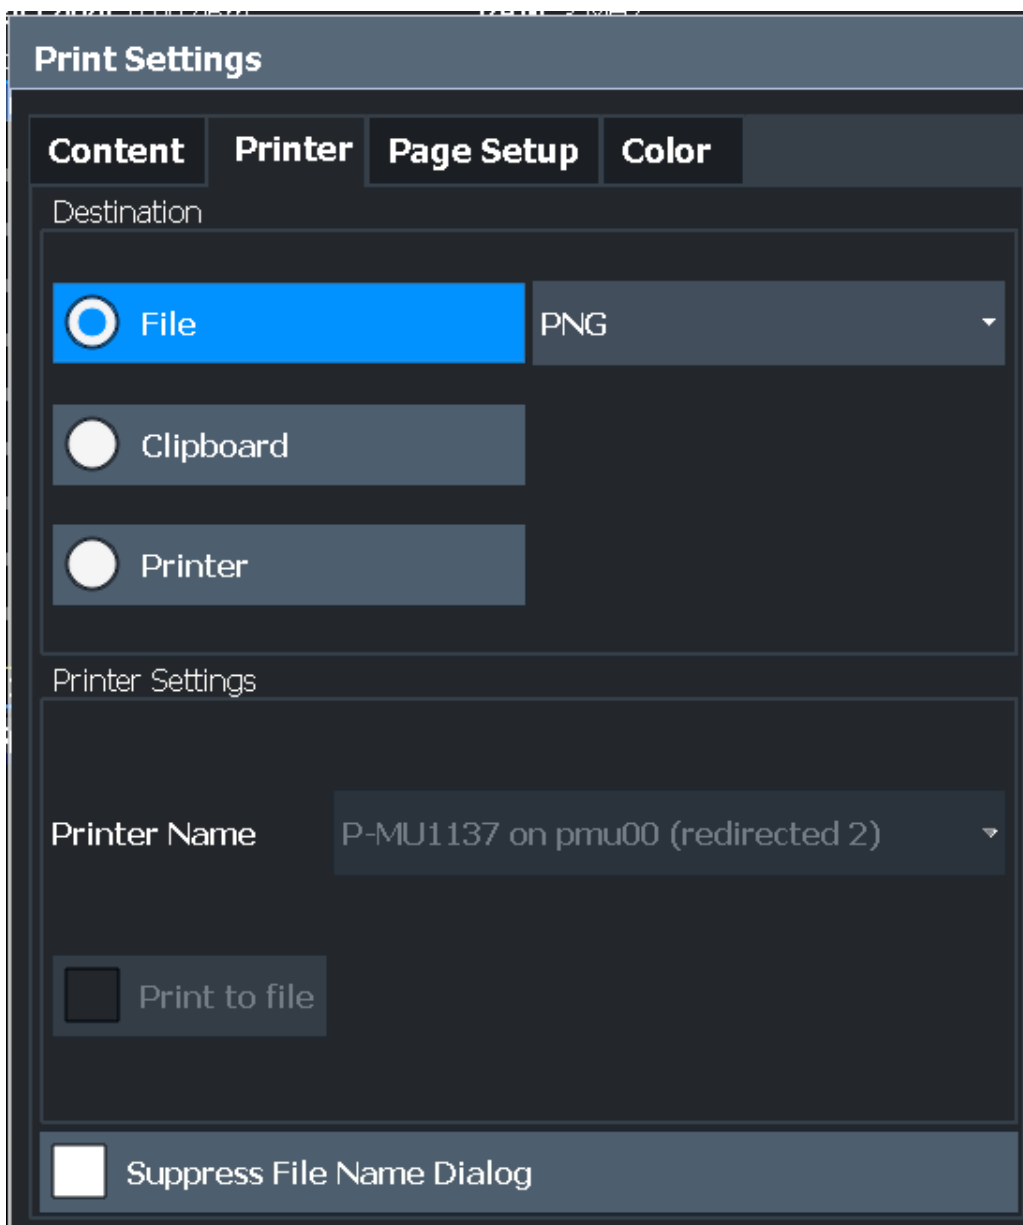 Print Settings
Content Printer Page Setup Color
Destination
File PNG
Clipboard
Printer
Printer Settings
Printer Name P-MU1137 on pmu00 (redirected 2)
Print to file
Suppress File Name Dialog